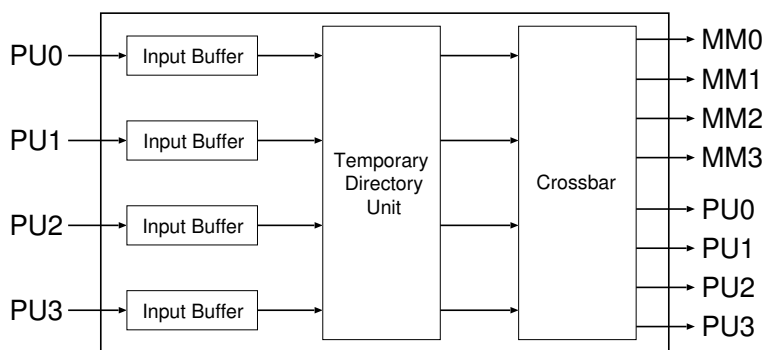 PU0
Input Buffer
PU1
Input Buffer
PU2
Input Buffer
PU3
Input Buffer
Temporary
Directory
Unit
Crossbar
MM0
MM1
MM2
MM3
PU0
PU1
PU2
PU3